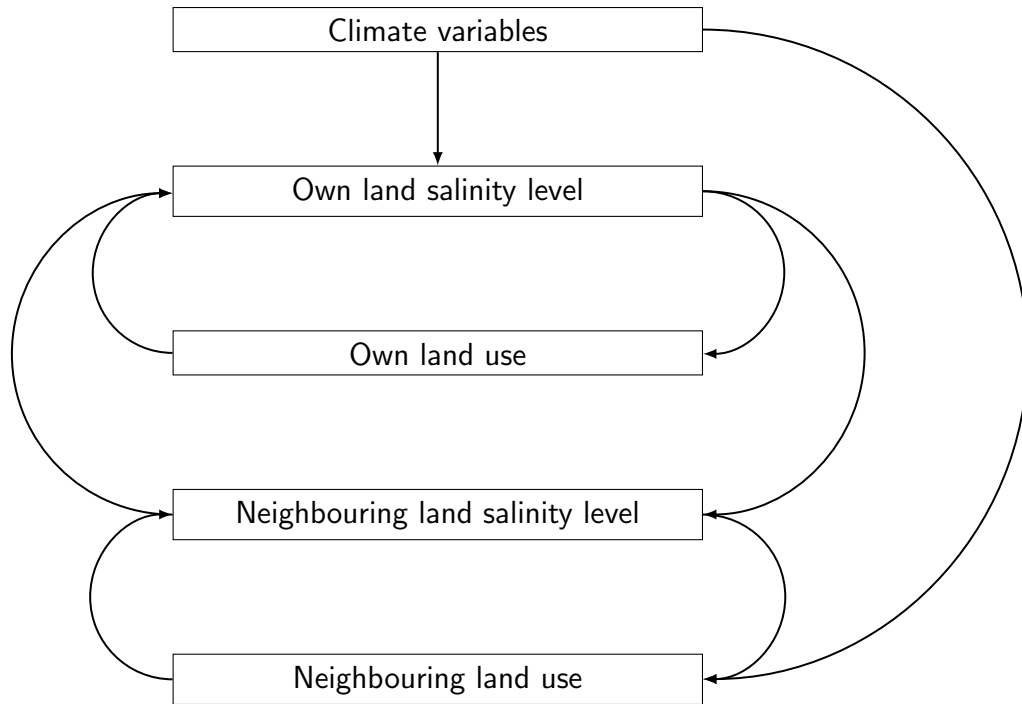 Climate variables
Own land salinity level
Own land use
Neighbouring land salinity level
Neighbouring land use